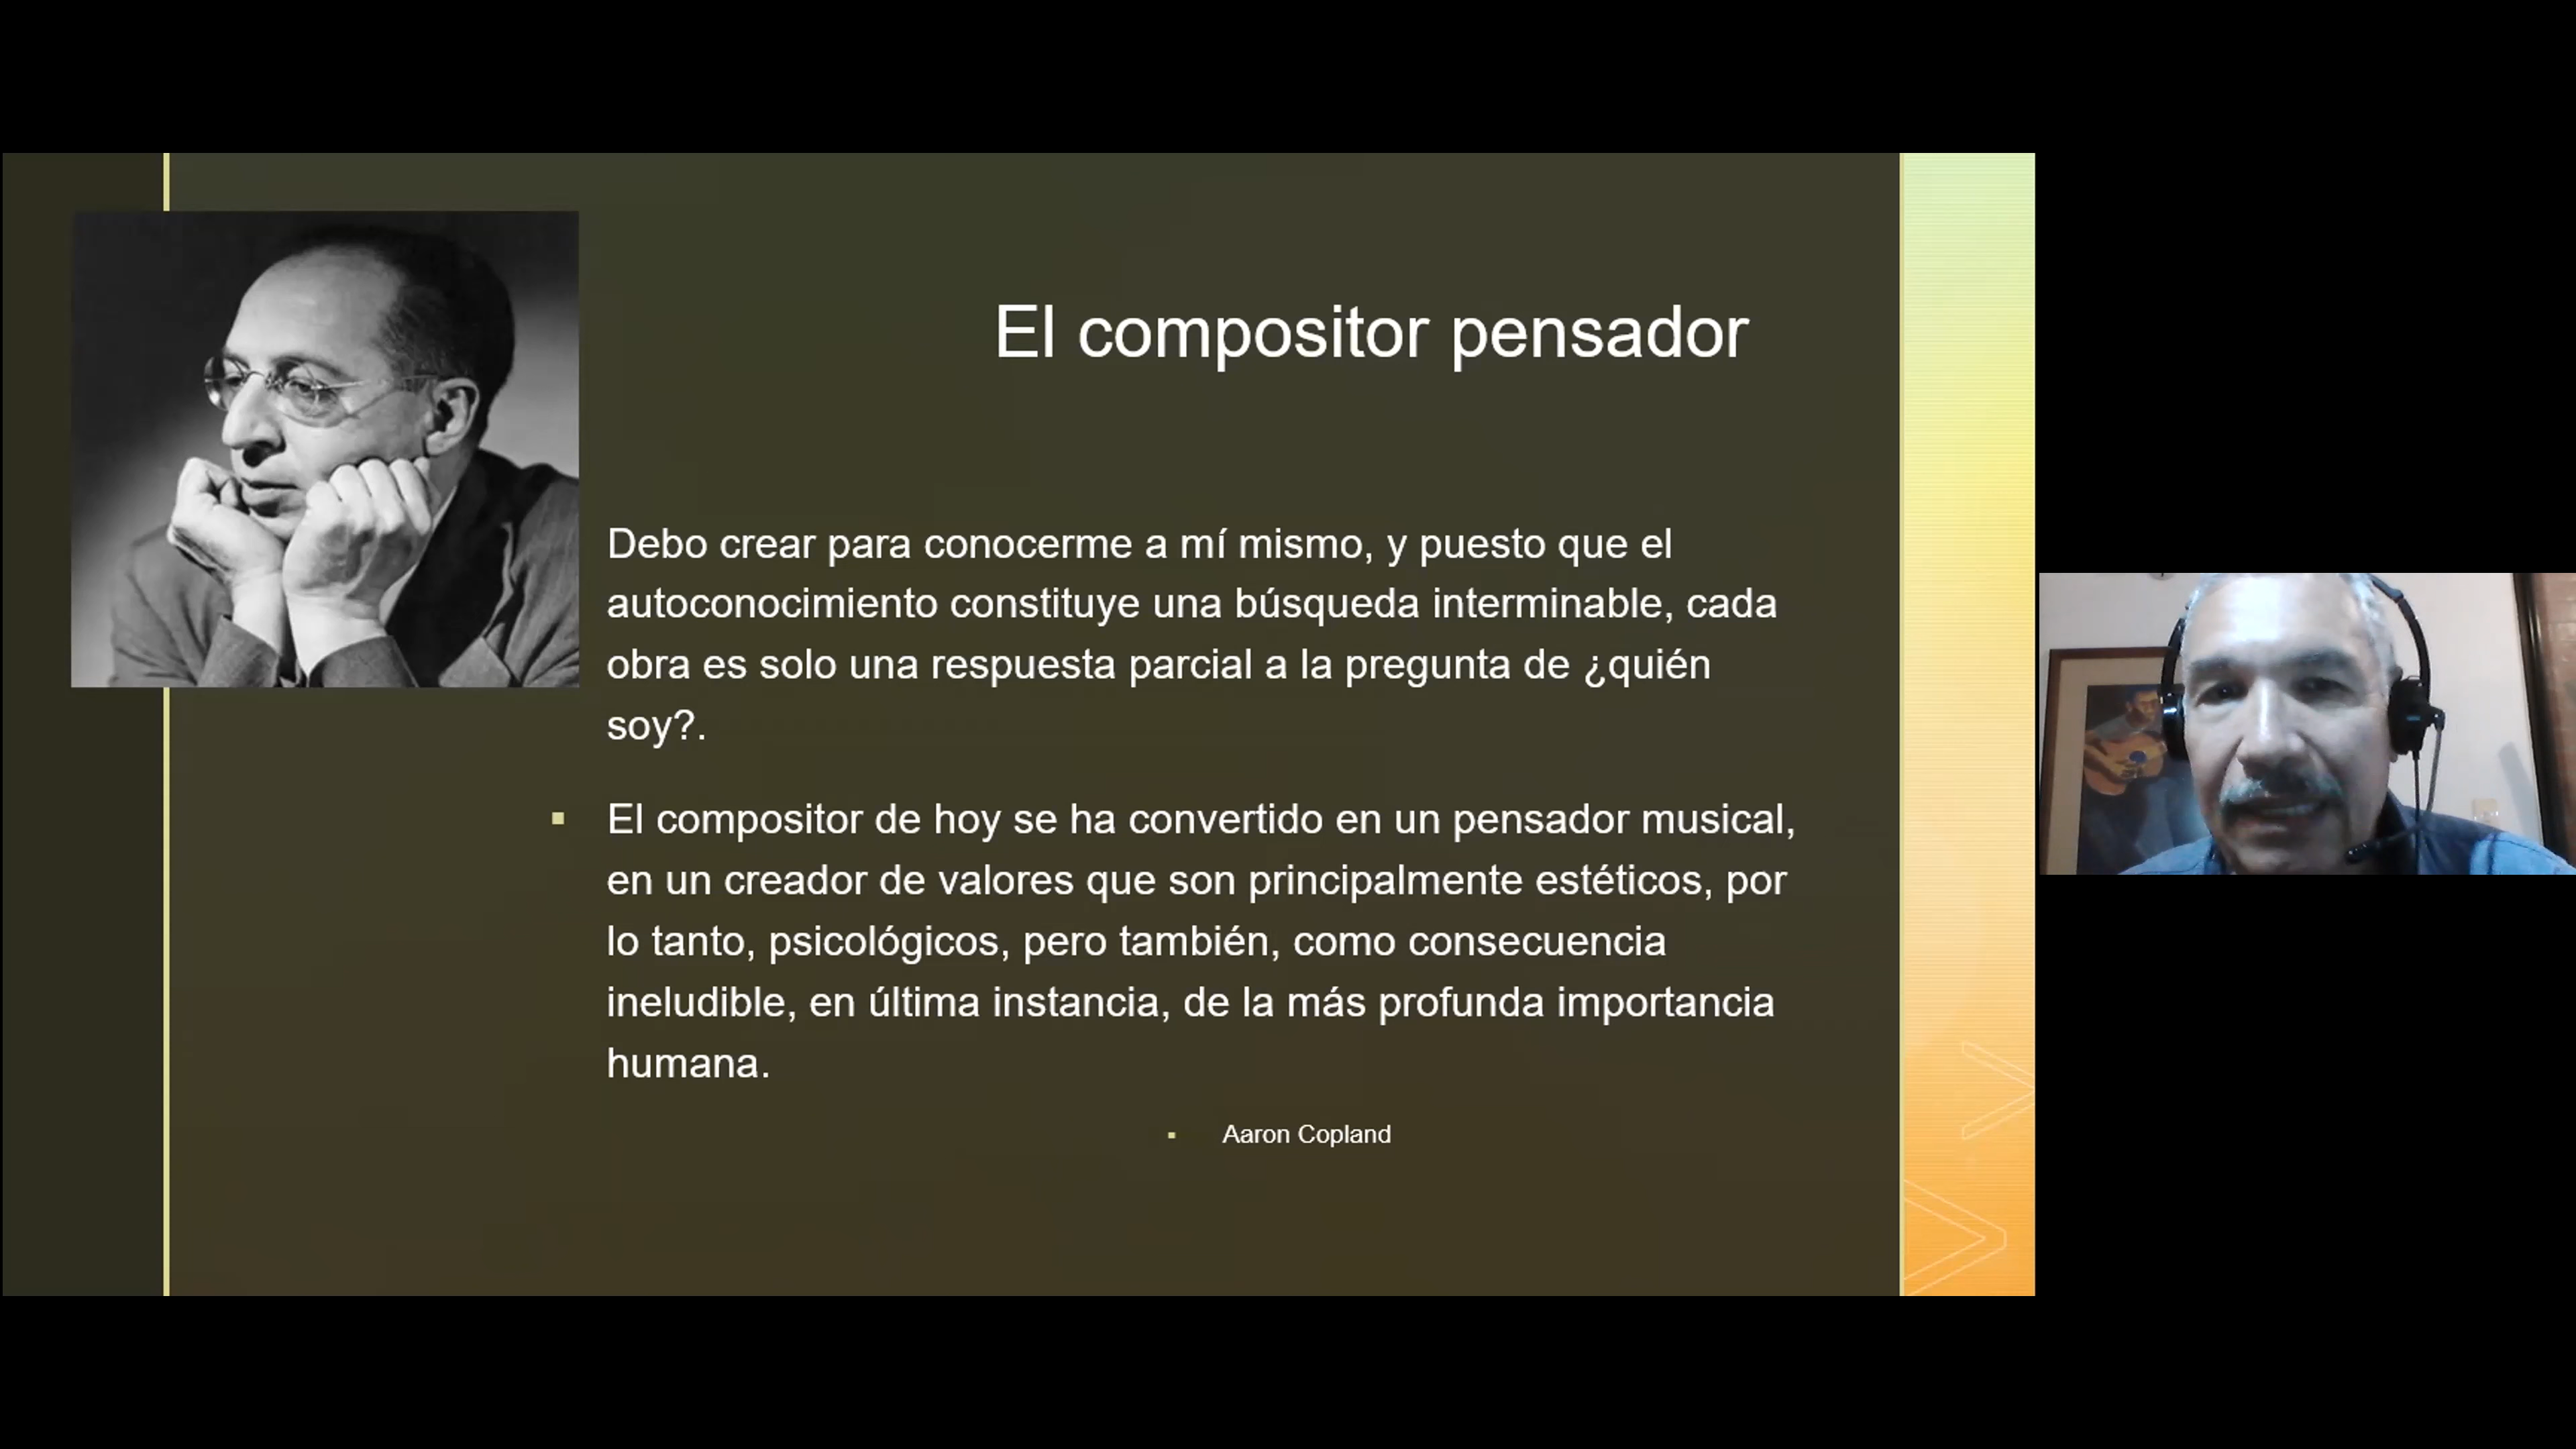 El compositor pensador
Debo crear para conocerme a mí mismo, y puesto que el
autoconocimiento constituye una búsqueda interminable, cada
obra es solo una respuesta parcial a la pregunta de ¿quién
soy?.
El compositor de hoy se ha convertido en un pensador musical,
en un creador de valores que son principalmente estéticos, por
lo tanto, psicológicos, pero también, como consecuencia
ineludible, en última instancia, de la más profunda importancia
humana.
Aaron Copland